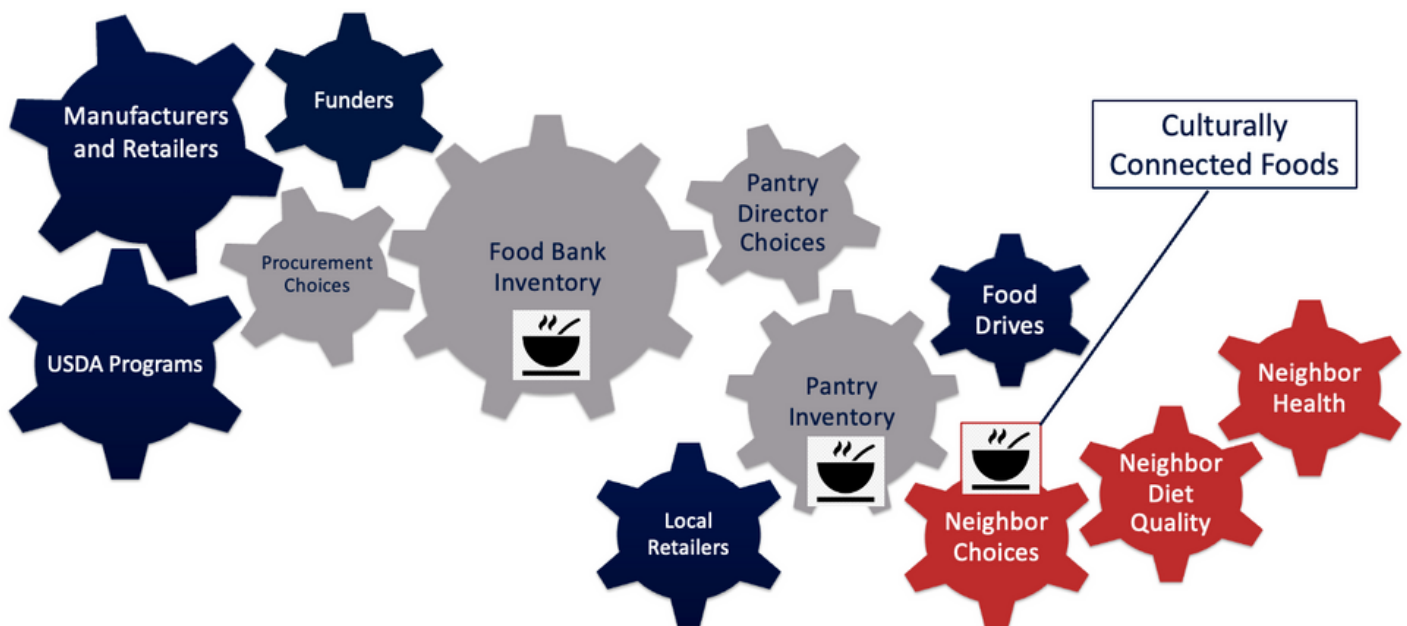 Manufacturers
and Retailers
Funders
Procurement
Choices
USDA Programs
Food Bank
Inventory
Pantry
Director
Choices
Culturally
Connected Foods
Food
Drives
Pantry
Inventory
Local
Retailers
Neighbor
Choices
Neighbor
Diet
Quality
Neighbor
Health